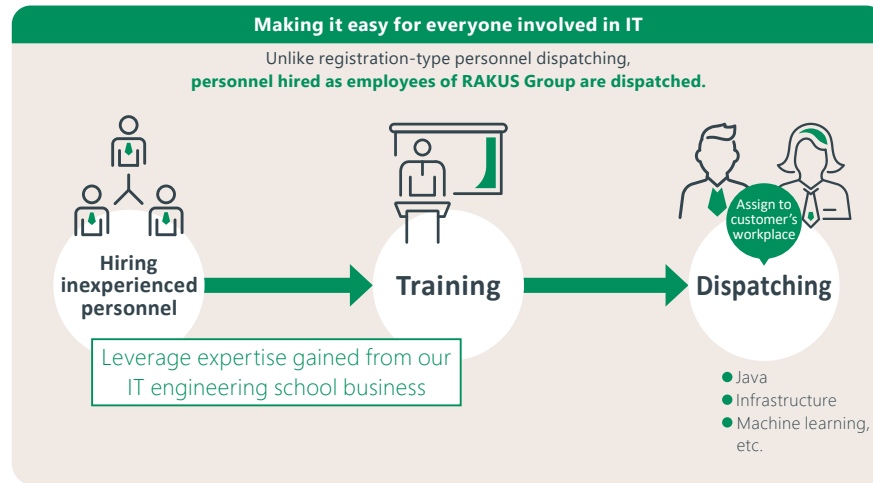 Making it easy for everyone involved in IT
Unlike registration-type personnel dispatching,
personnel hired as employees of RAKUS Group are dispatched.
Hiring
inexperienced
personnel
Training
Assign to
customer's
workplace
Dispatching
Leverage expertise gained from our
IT engineering school business
● Java
● Infrastructure
● Machine learning,
etc.